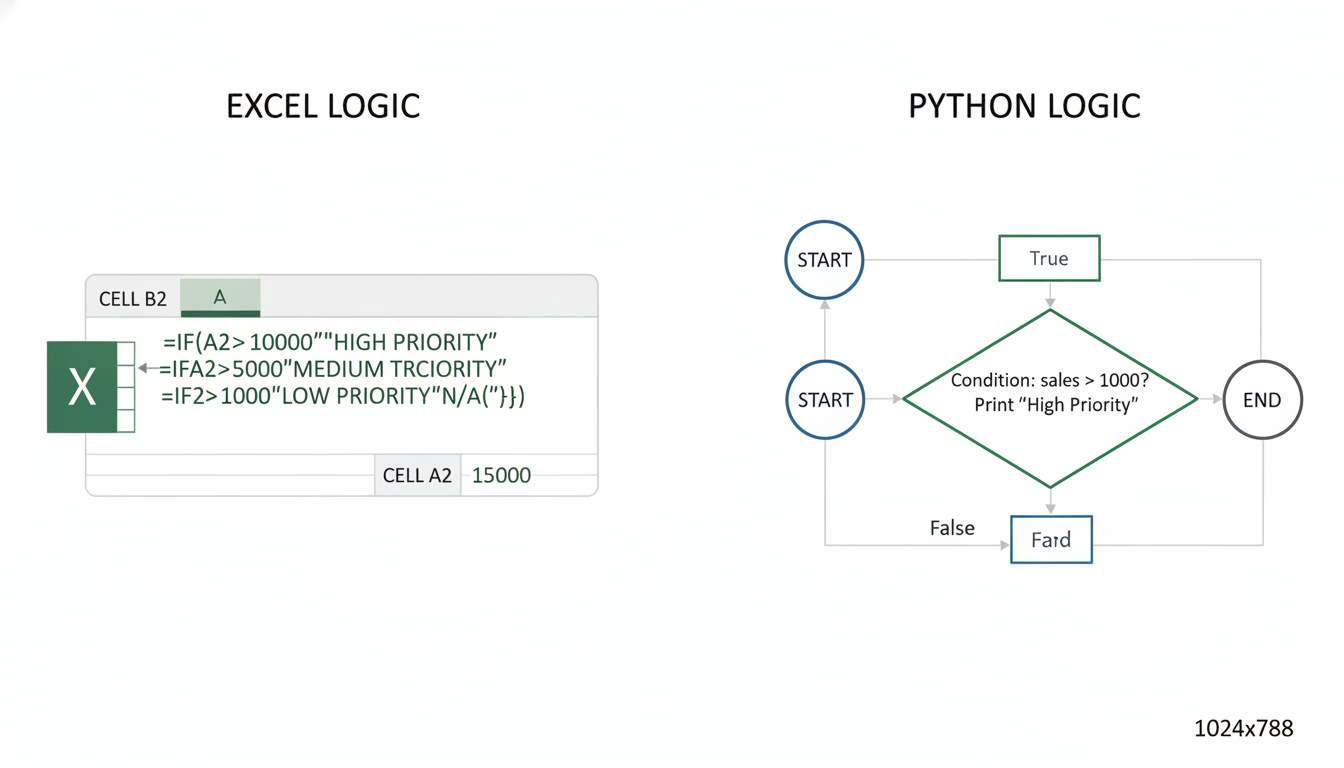 EXCEL LOGIC
CELL B2
A
X
=IF(A2> 10000""HIGH PRIORITY"
=IFA2>5000"MEDIUM TRCIORITY"
=IF2>1000"LOW PRIORITY"N/A("}})
CELL A2
15000
PYTHON LOGIC
START
True
START
Condition: sales > 1000?
Print "High Priority"
END
False
1024x788